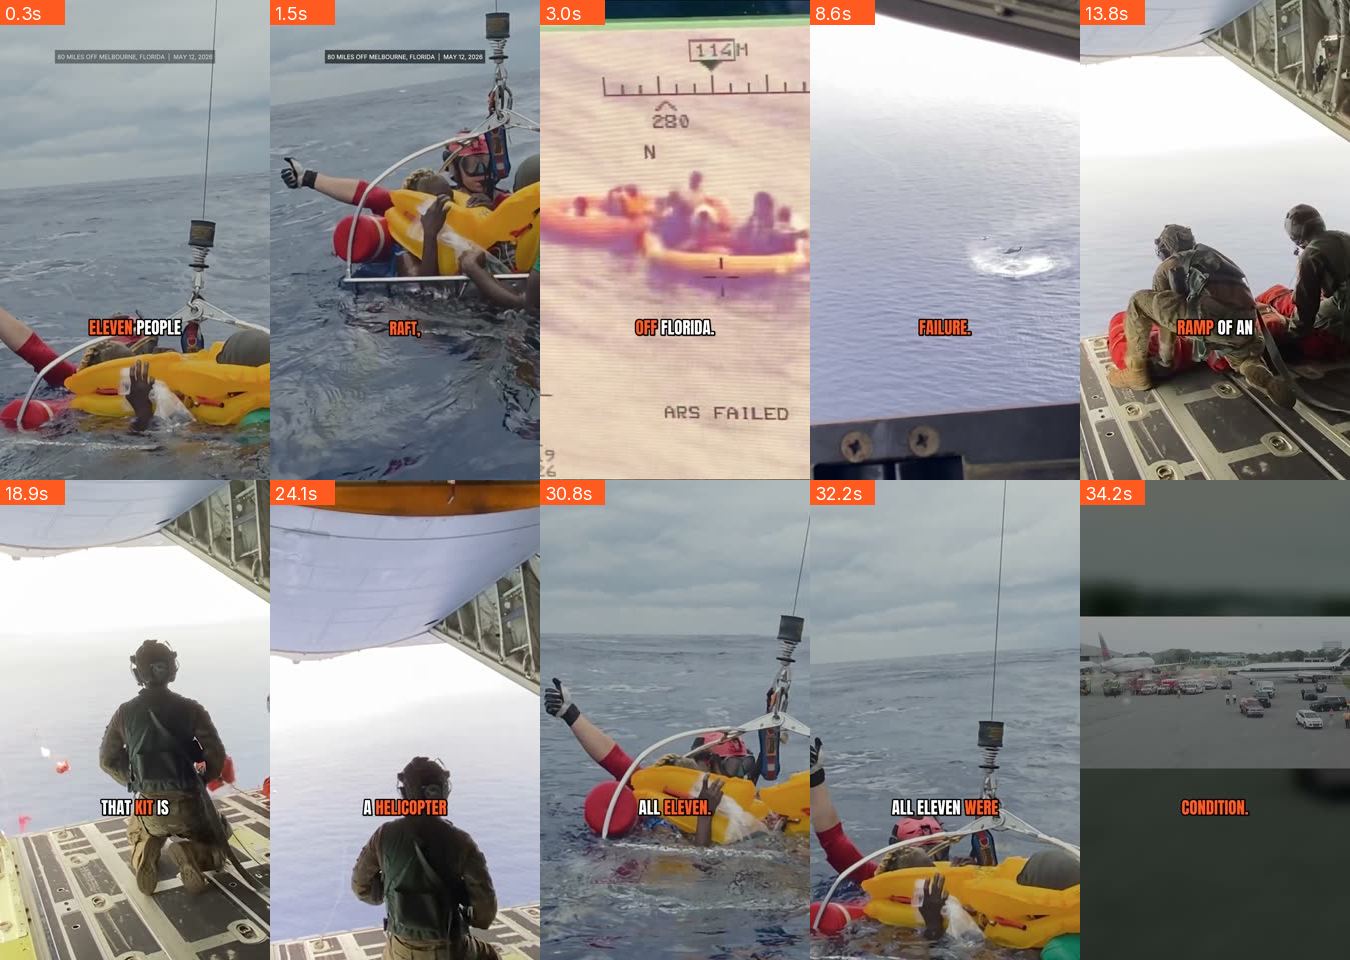 0.3s
80 MILES OFF MELBOURNE, FLORIDA | MAY 12, 2026
ELEVEN PEOPLE
1.5s
80 MILES OFF MELBOURNE, FLORIDA | MAY 12, 2026
RAFT,
3.0s
114M
280
N
OFF FLORIDA.
ARS FAILED
9
26
8.6s
FAILURE.
13.8s
RAMP OF AN
18.9s
THAT KIT IS
24.1s
A HELICOPTER
30.8s
ALL ELEVEN.
32.2s
ALL ELEVEN WERE
34.2s
CONDITION.